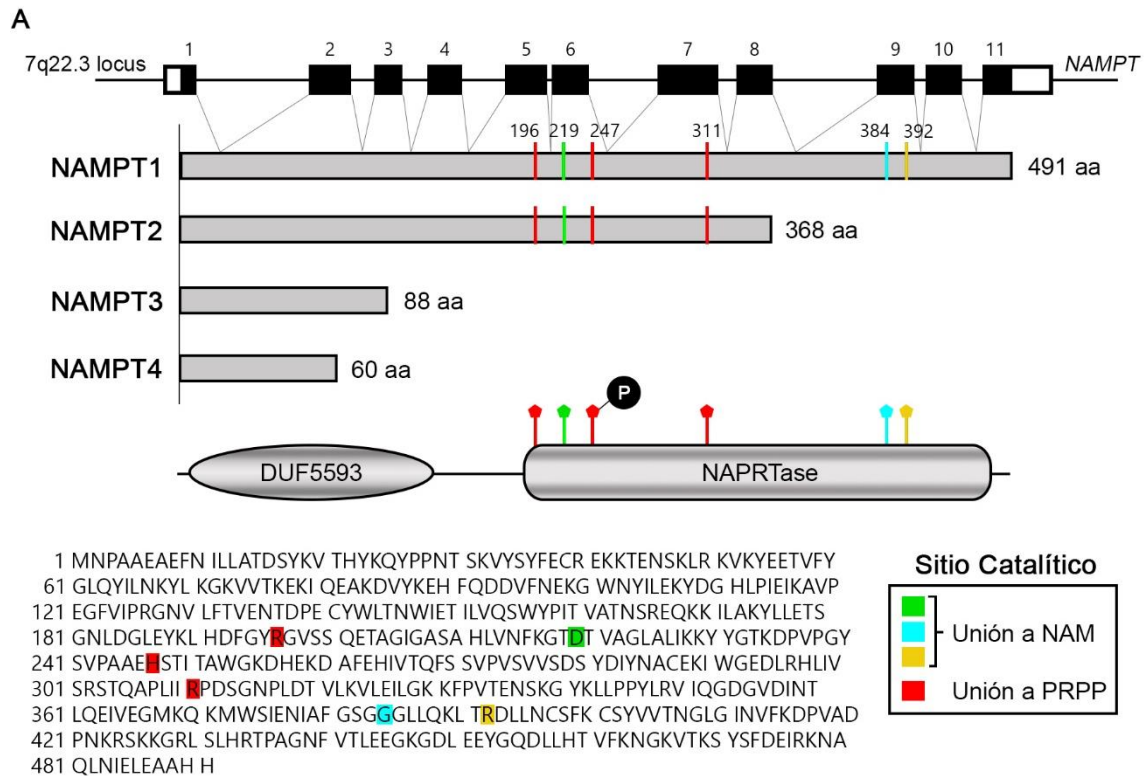 A
1 2 3 4 5 6 7 8 9 10 11
7q22.3 locus NAMPT
196 219 247 311 384 392
NAMPT1 491 aa
NAMPT2 368 aa
NAMPT3 88 aa
NAMPT4 60 aa
P
DUF5593 NAPRTase
1 MNPAAEAEFN ILLATDSYKV THYKQYPPNT SKVYSYFECR EKKTENSKLR KVKYEETVFY
61 GLQYILNKYL KGKVVTKEKI QEAKDVYKEH FQDDVFNEKG WNYILEKYDG HLPIEIKAVP
121 EGFVIPRGNV LFTVENTDPE CYWLTNWIET ILVQSWYPIT VATNSREQKK ILAKYLLETS
181 GNLDGLEYKL HDFGYRGVSS QETAGIGASA HLVNFKGTDT VAGLALIKKY YGTKDPVPGY
241 SVPAAEHSTI TAWGKDHEKD AFEHIVTQFS SVPVSVVSDS YDIYNACEKI WGEDLRHLIV
301 SRSTQAPLII RPDSGNPLDT VLKVLEILGK KFPVTENSKG YKLLPPYLRV IQGDGVDINT
361 LQEIVEGMKQ KMWSIENIAF GSGGGLLQKL TRDLLNCSFK CSYVVTNGLG INVFKDPVAD
421 PNKRSKKGRL SLHRTPAGNF VTLEEGKGDL EEYGQDLLHT VFKNGKVTKS YSFDEIRKNA
481 QLNIELEAAH H
Sitio Catalítico
Unión a NAM
Unión a PRPP